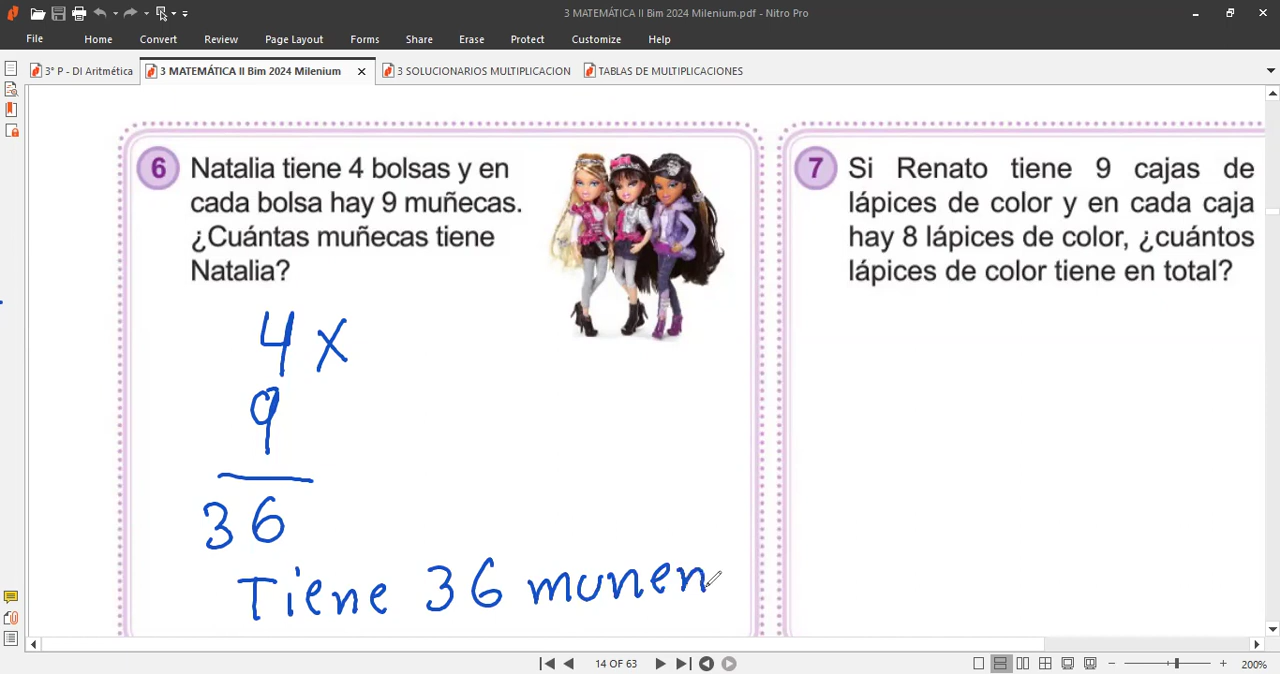 3 MATEMÁTICA II Bim 2024 Milenium.pdf - Nitro Pro
File Home Convert Review Page Layout Forms Share Erase Protect Customize Help
3° P - DI Aritmética 3 MATEMÁTICA II Bim 2024 Milenium 3 SOLUCIONARIOS MULTIPLICACION TABLAS DE MULTIPLICACIONES
6 Natalia tiene 4 bolsas y en
cada bolsa hay 9 muñecas.
¿Cuántas muñecas tiene
Natalia?
4 x
9
36
Tiene 36 munen
7 Si Renato tiene 9 cajas de
lápices de color y en cada caja
hay 8 lápices de color, ¿cuántos
lápices de color tiene en total?
14 OF 63
200%